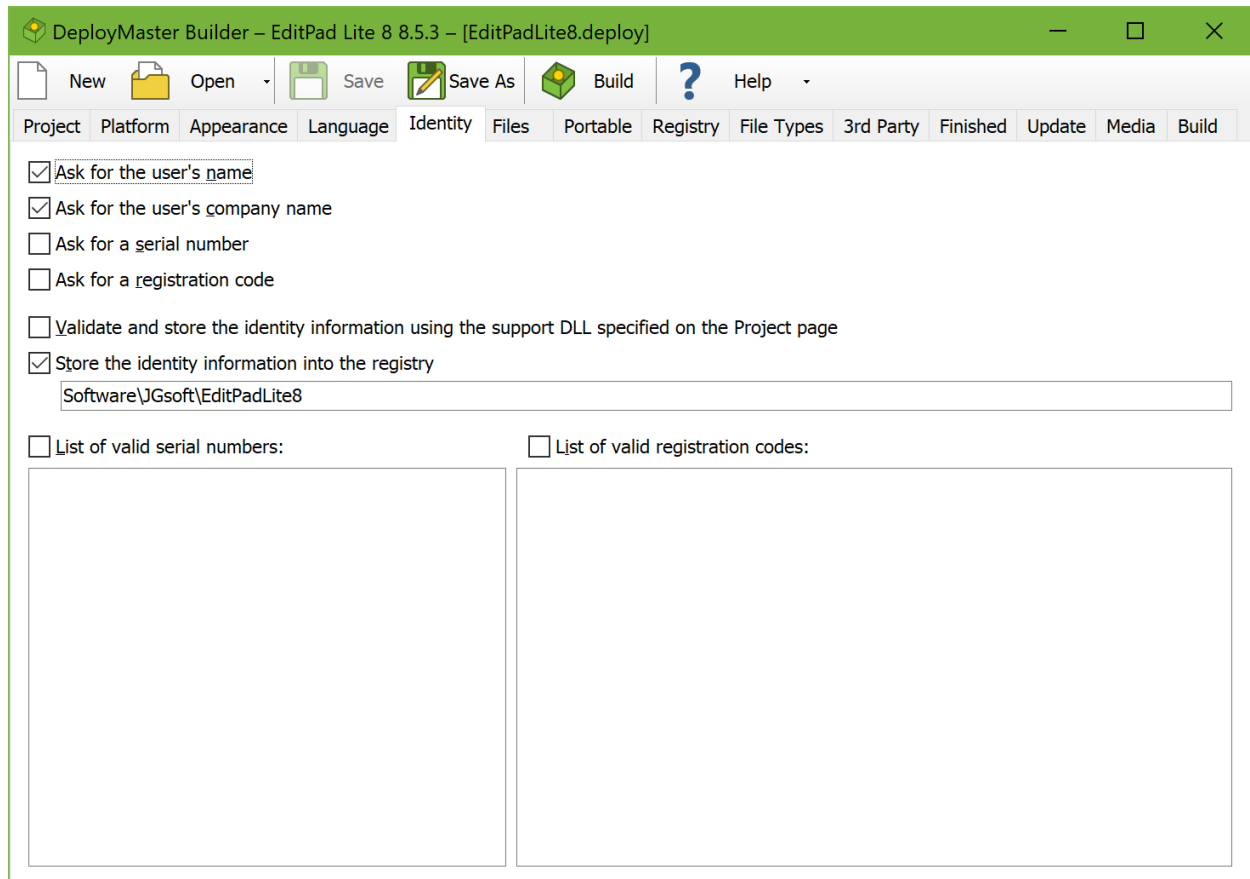 DeployMaster Builder – EditPad Lite 8 8.5.3 – [EditPadLite8.deploy]
New Open Save Save As Build ? Help
Project Platform Appearance Language Identity Files Portable Registry File Types 3rd Party Finished Update Media Build
Ask for the user's name
Ask for the user's company name
Ask for a serial number
Ask for a registration code
Validate and store the identity information using the support DLL specified on the Project page
Store the identity information into the registry
Software\JGsoft\EditPadLite8
List of valid serial numbers: List of valid registration codes: